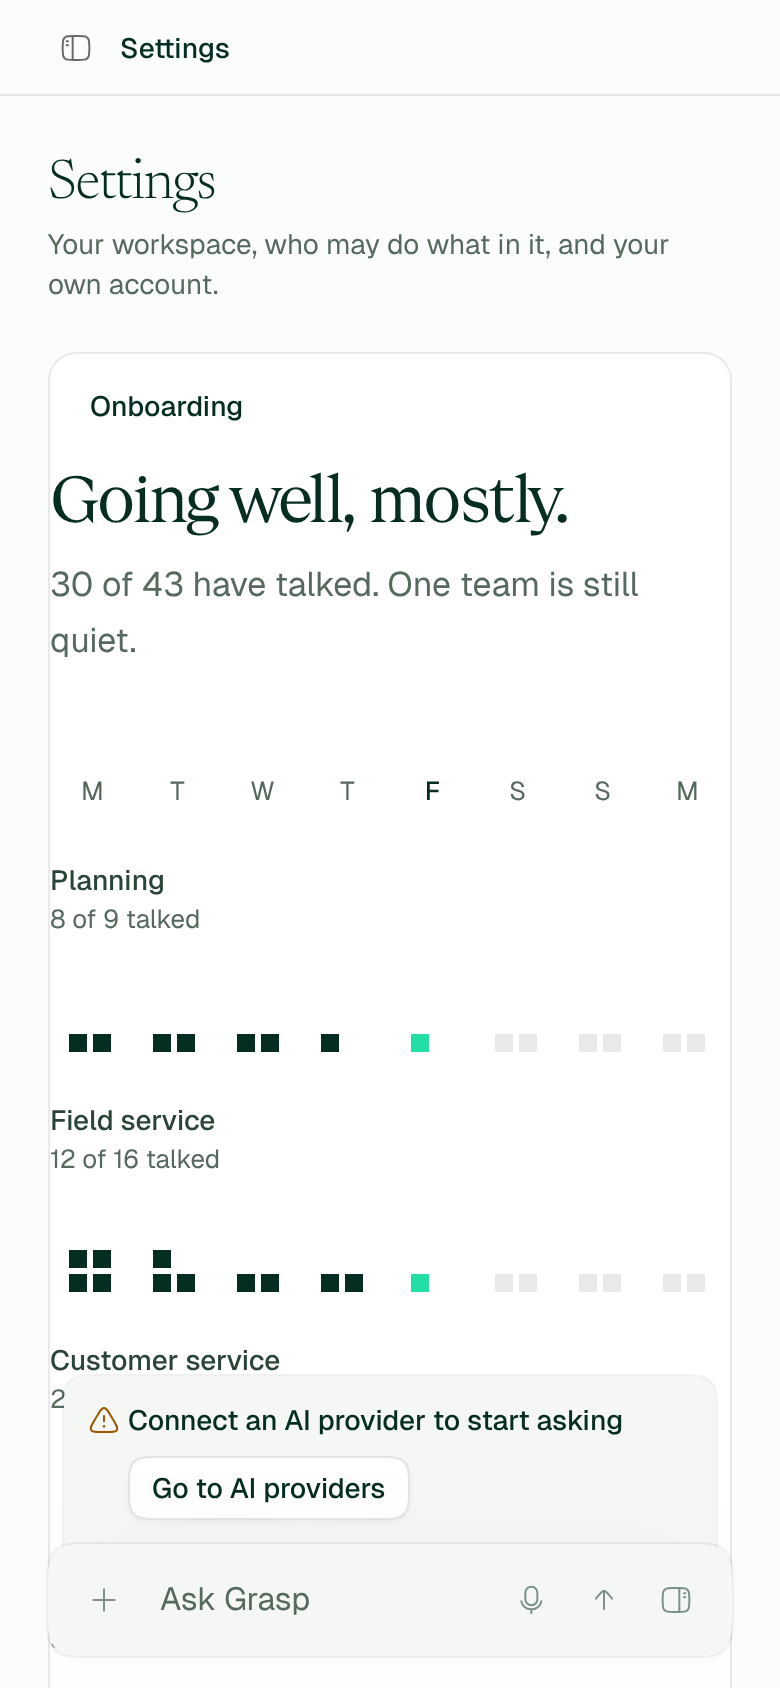 Settings
Settings
Your workspace, who may do what in it, and your
own account.
Onboarding
Going well, mostly.
30 of 43 have talked. One team is still
quiet.
M T W T F S S M
Planning
8 of 9 talked
Field service
12 of 16 talked
Customer service
2
Connect an AI provider to start asking
Go to AI providers
Ask Grasp